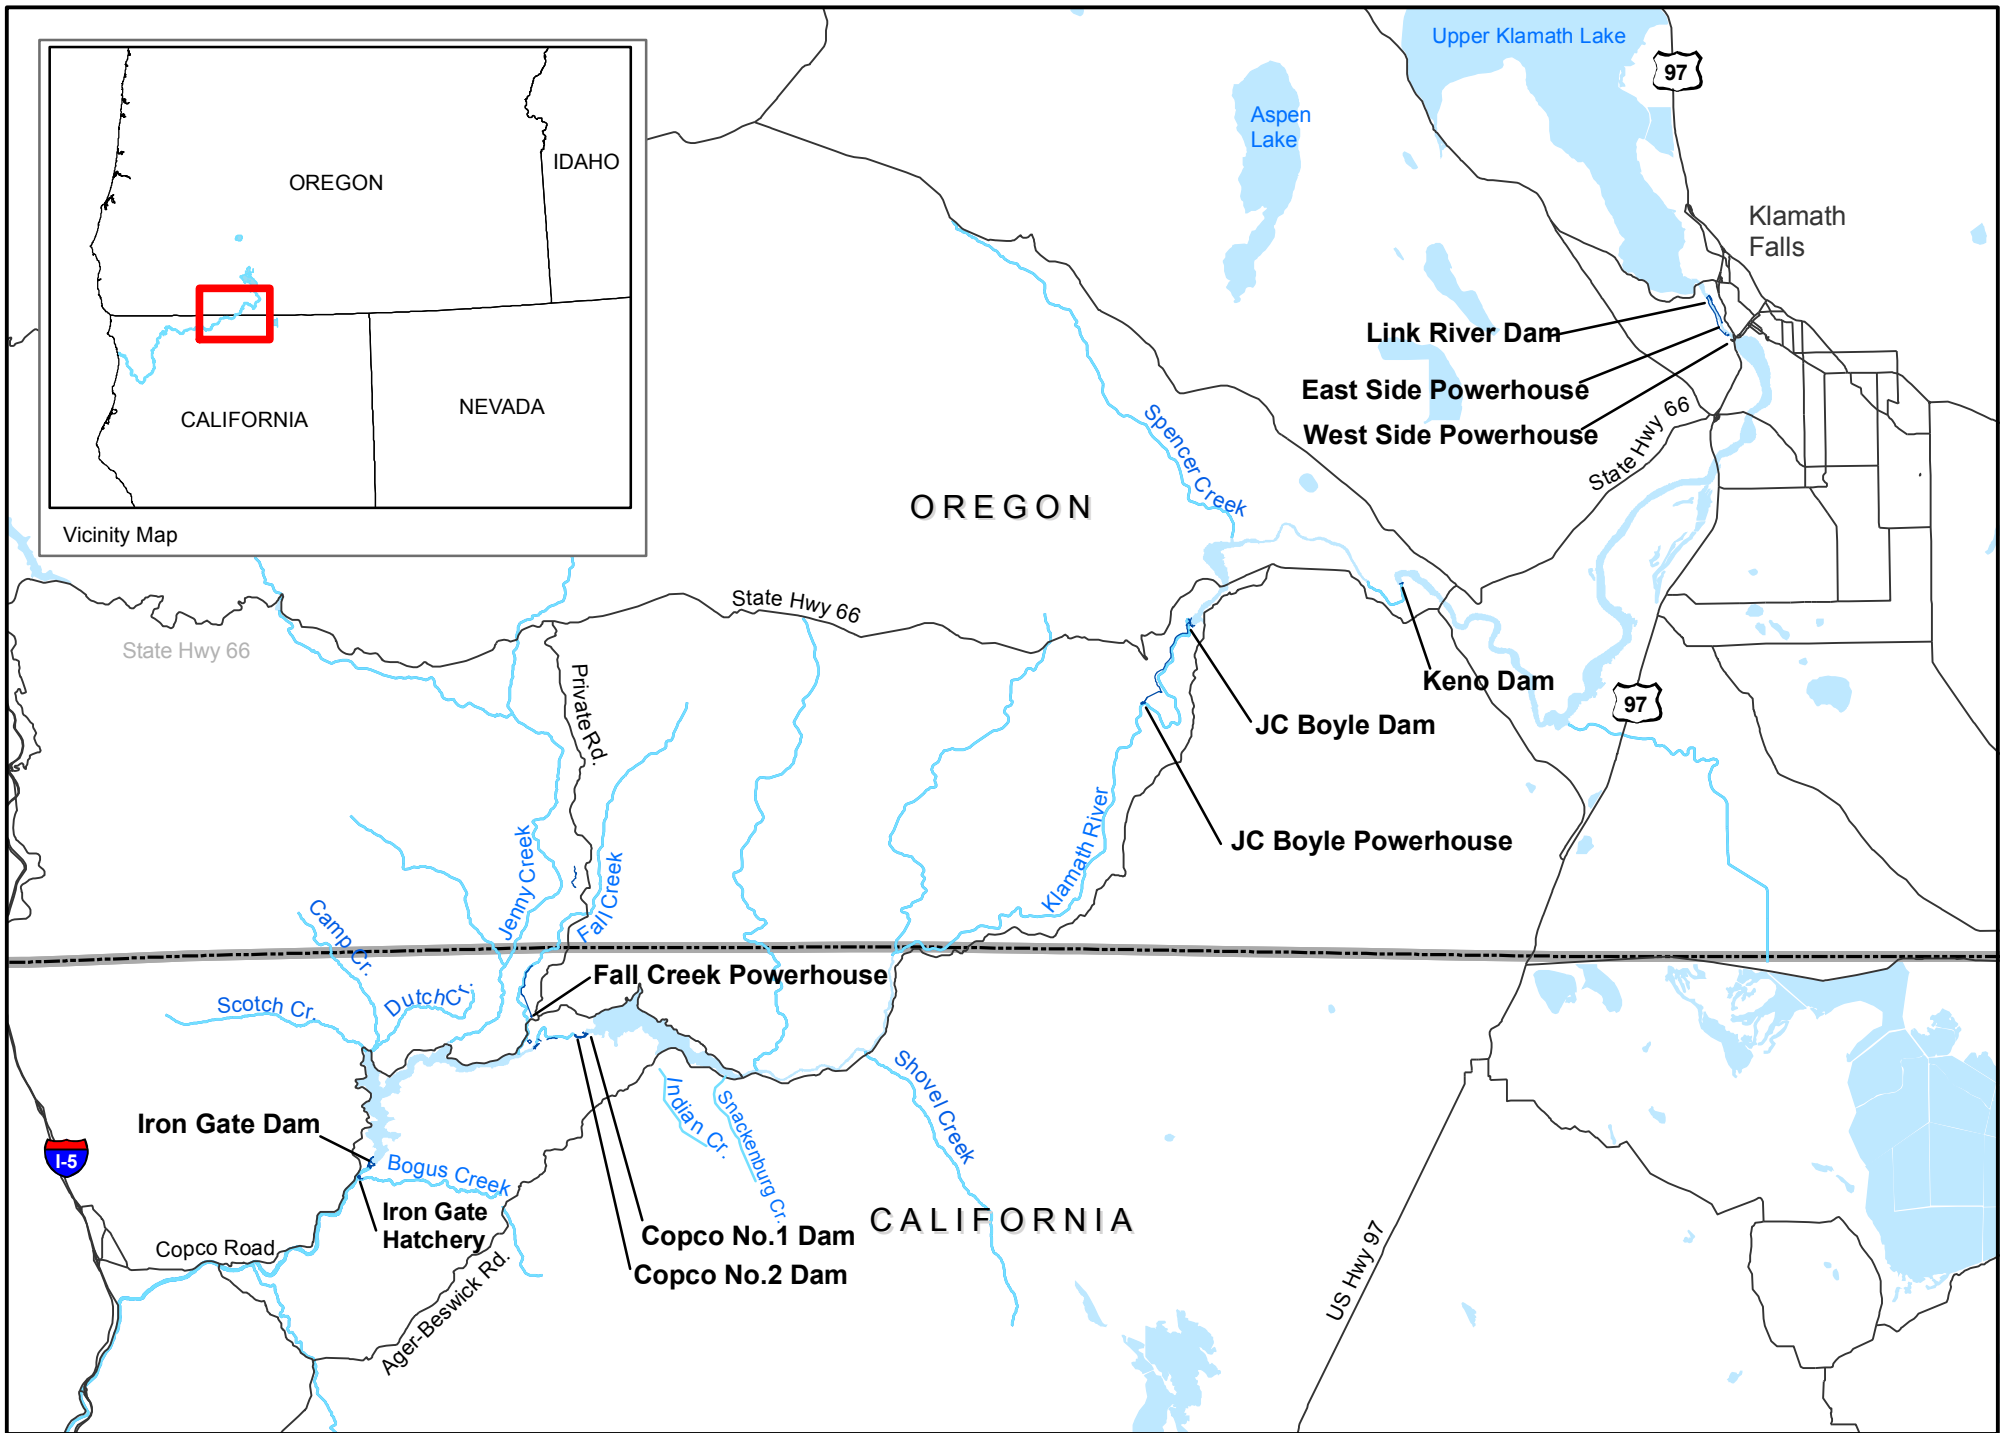 Upper Klamath Lake
97
Aspen
Lake
OREGON
IDAHO
CALIFORNIA
NEVADA
Vicinity Map
Klamath
Falls
Link River Dam
East Side Powerhouse
West Side Powerhouse
State Hwy 66
Spencer Creek
OREGON
State Hwy 66
State Hwy 66
Private Rd.
Keno Dam
97
JC Boyle Dam
JC Boyle Powerhouse
Klamath River
Jenny Creek
Fall Creek
Camp Cr.
Scotch Cr.
Dutch Cr.
Fall Creek Powerhouse
Shovel Creek
Indian Cr.
Snackenburg Cr.
Iron Gate Dam
I-5
Bogus Creek
Iron Gate
Hatchery
Copco No.1 Dam
Copco No.2 Dam
CALIFORNIA
Copco Road
Ager-Beswick Rd.
US Hwy 97